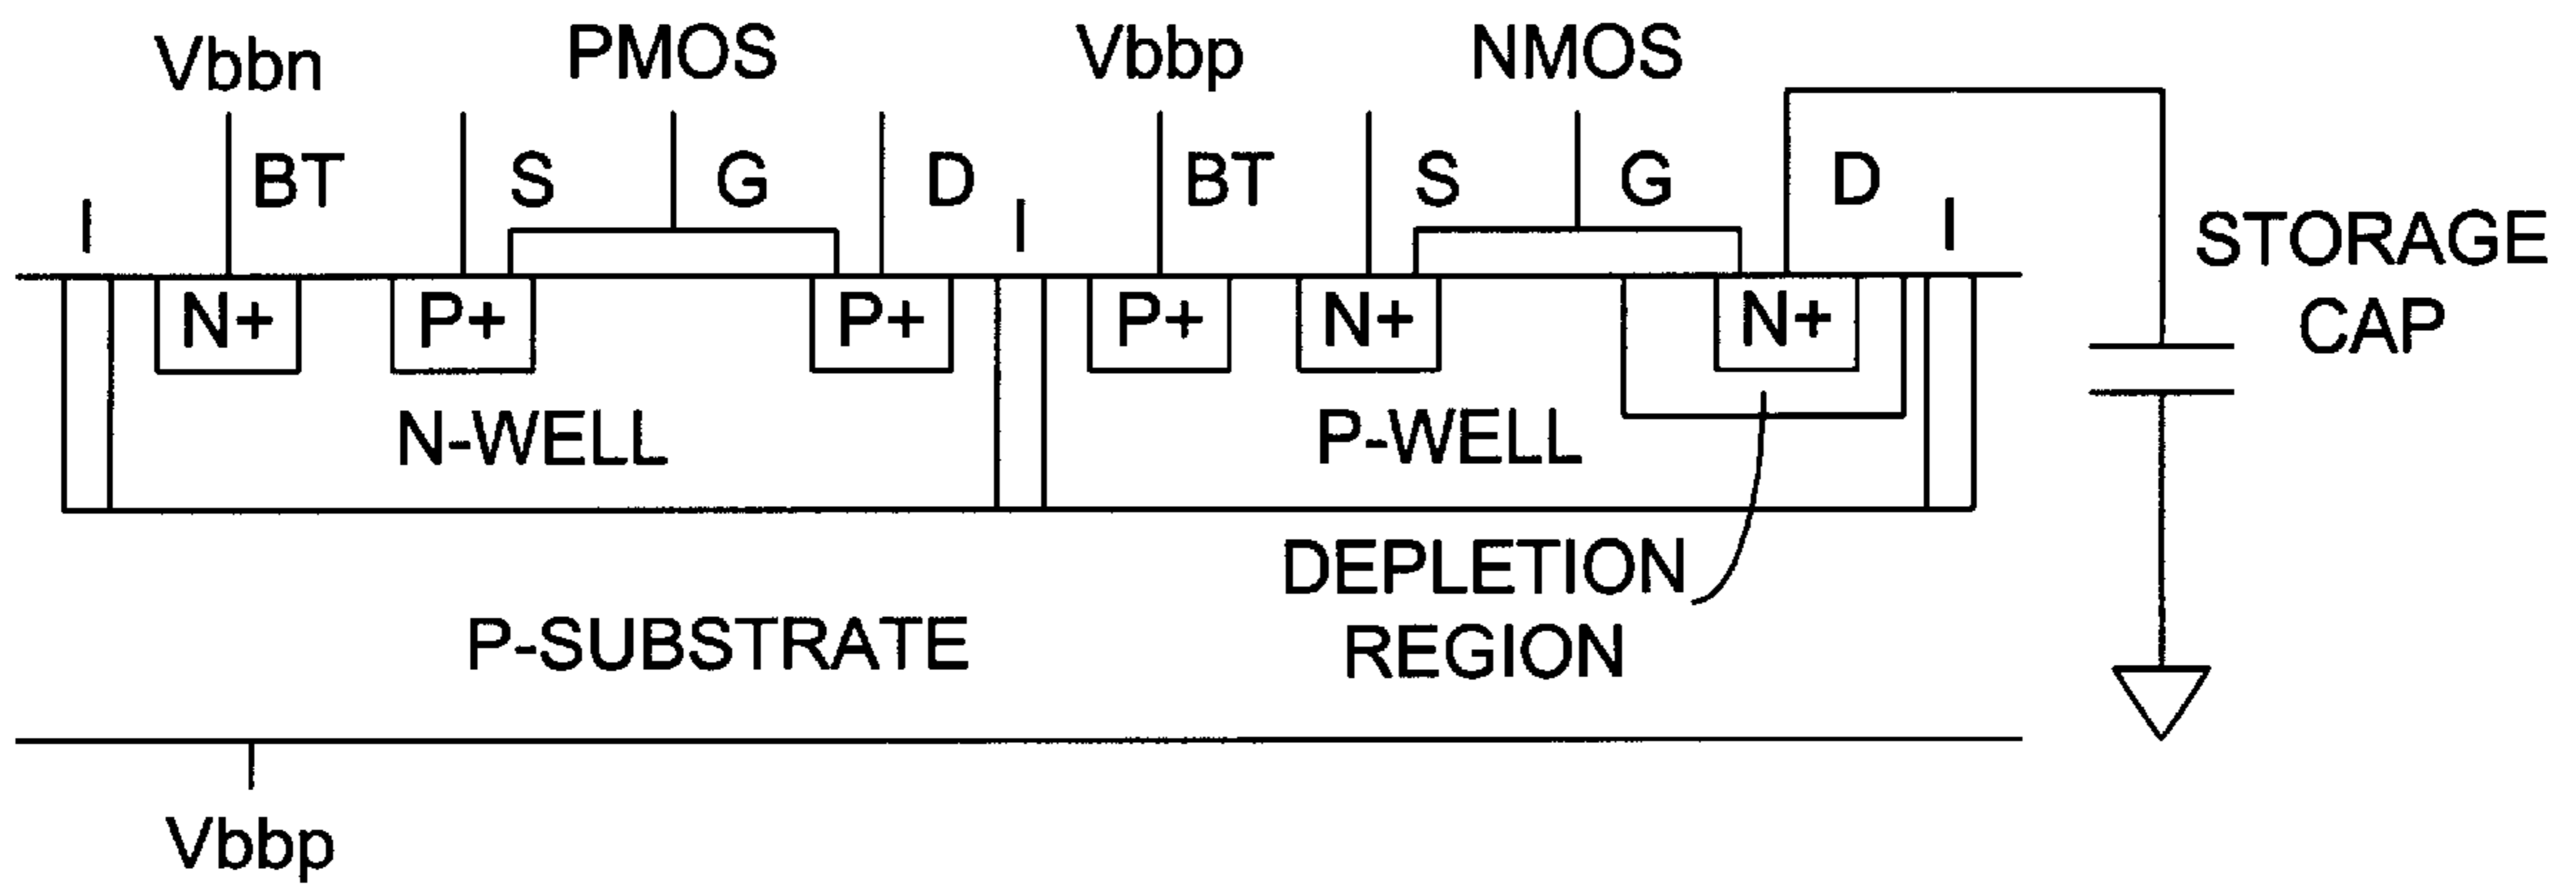 Vbbn PMOS Vbbp NMOS
I BT S G D I BT S G D I
STORAGE
CAP
N+ P+ P+ P+ N+ N+
N-WELL P-WELL
DEPLETION
REGION
P-SUBSTRATE
Vbbp